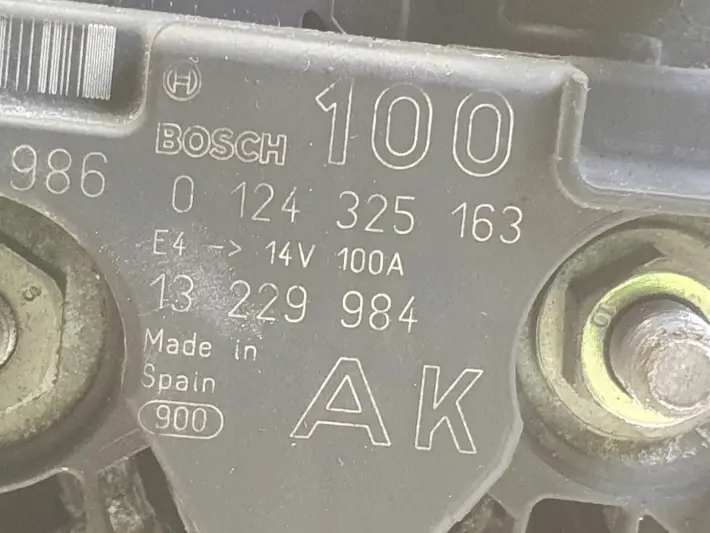 BOSCH 100
986
0 124 325 163
E4 -> 14V 100A
13 229 984
Made in
Spain
900
AK